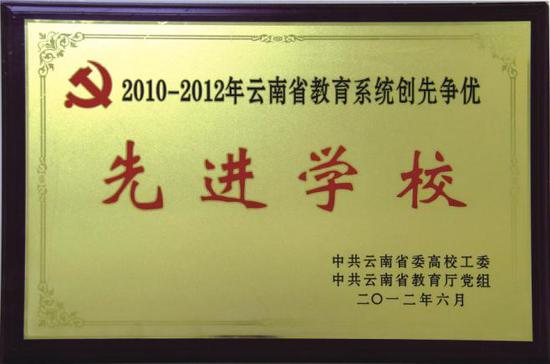 2010-2012年云南省教育系统创先争优
先进学校
中共云南省委高校工委
中共云南省教育厅党组
二〇一二年六月